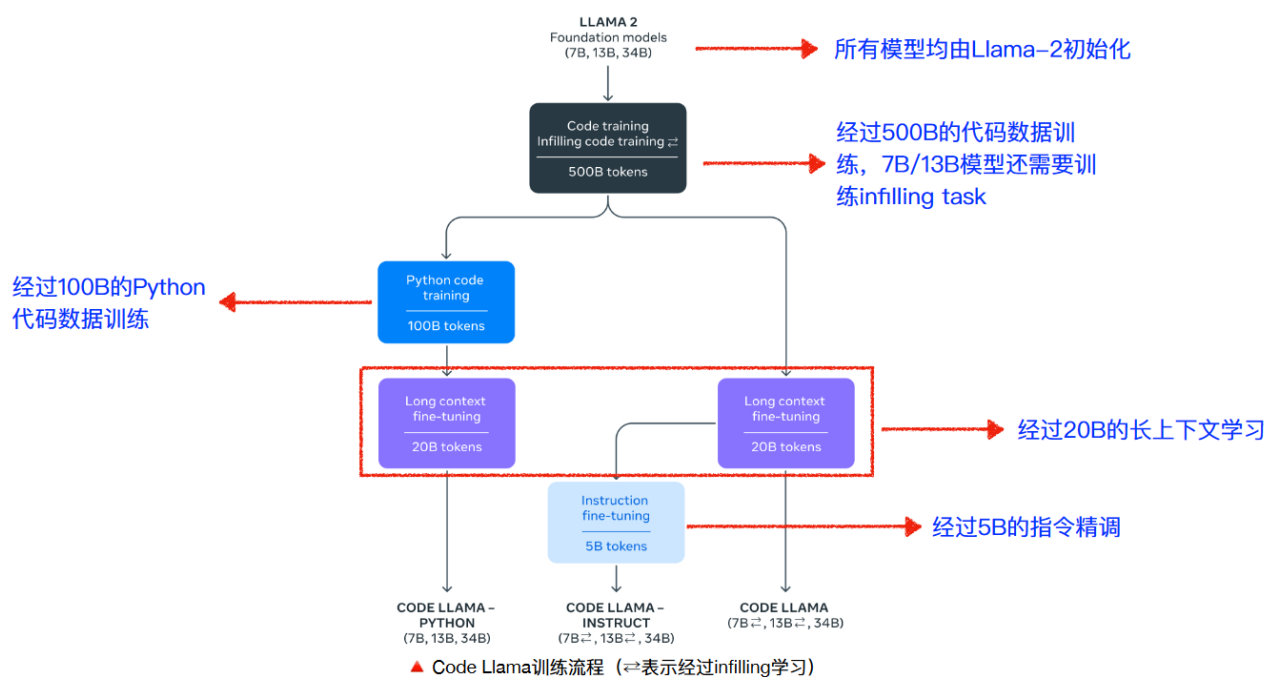 LLAMA 2
Foundation models
(7B, 13B, 34B)
所有模型均由Llama-2初始化
Code training
Infilling code training ⇄
500B tokens
经过500B的代码数据训
练，7B/13B模型还需要训
练infilling task
Python code
training
100B tokens
经过100B的Python
代码数据训练
Long context
fine-tuning
20B tokens
Long context
fine-tuning
20B tokens
经过20B的长上下文学习
Instruction
fine-tuning
5B tokens
经过5B的指令精调
CODE LLAMA –
PYTHON
(7B, 13B, 34B)
CODE LLAMA –
INSTRUCT
(7B⇄, 13B⇄, 34B)
CODE LLAMA
(7B⇄, 13B⇄, 34B)
🔺 Code Llama训练流程（⇄表示经过infilling学习）